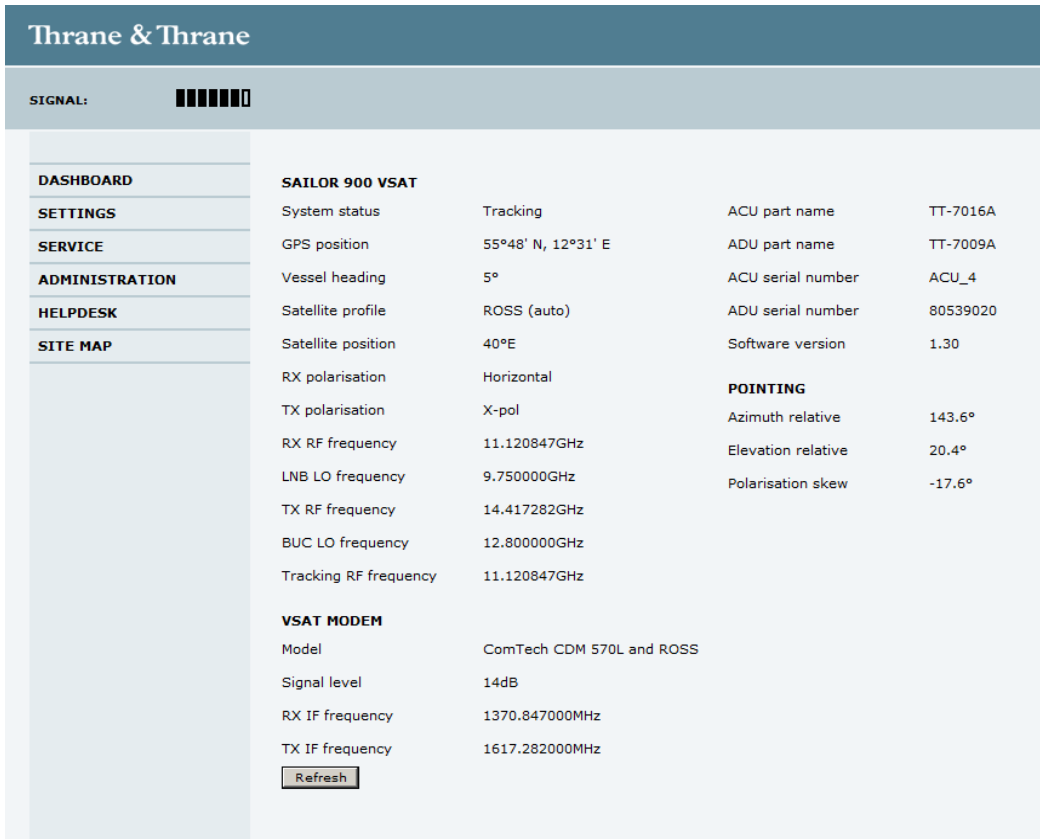 Thrane & Thrane
SIGNAL:
DASHBOARD
SETTINGS
SERVICE
ADMINISTRATION
HELPDESK
SITE MAP
SAILOR 900 VSAT
System status Tracking
GPS position 55°48' N, 12°31' E
Vessel heading 5°
Satellite profile ROSS (auto)
Satellite position 40°E
RX polarisation Horizontal
TX polarisation X-pol
RX RF frequency 11.120847GHz
LNB LO frequency 9.750000GHz
TX RF frequency 14.417282GHz
BUC LO frequency 12.800000GHz
Tracking RF frequency 11.120847GHz
VSAT MODEM
Model ComTech CDM 570L and ROSS
Signal level 14dB
RX IF frequency 1370.847000MHz
TX IF frequency 1617.282000MHz
Refresh
ACU part name TT-7016A
ADU part name TT-7009A
ACU serial number ACU_4
ADU serial number 80539020
Software version 1.30
POINTING
Azimuth relative 143.6°
Elevation relative 20.4°
Polarisation skew -17.6°